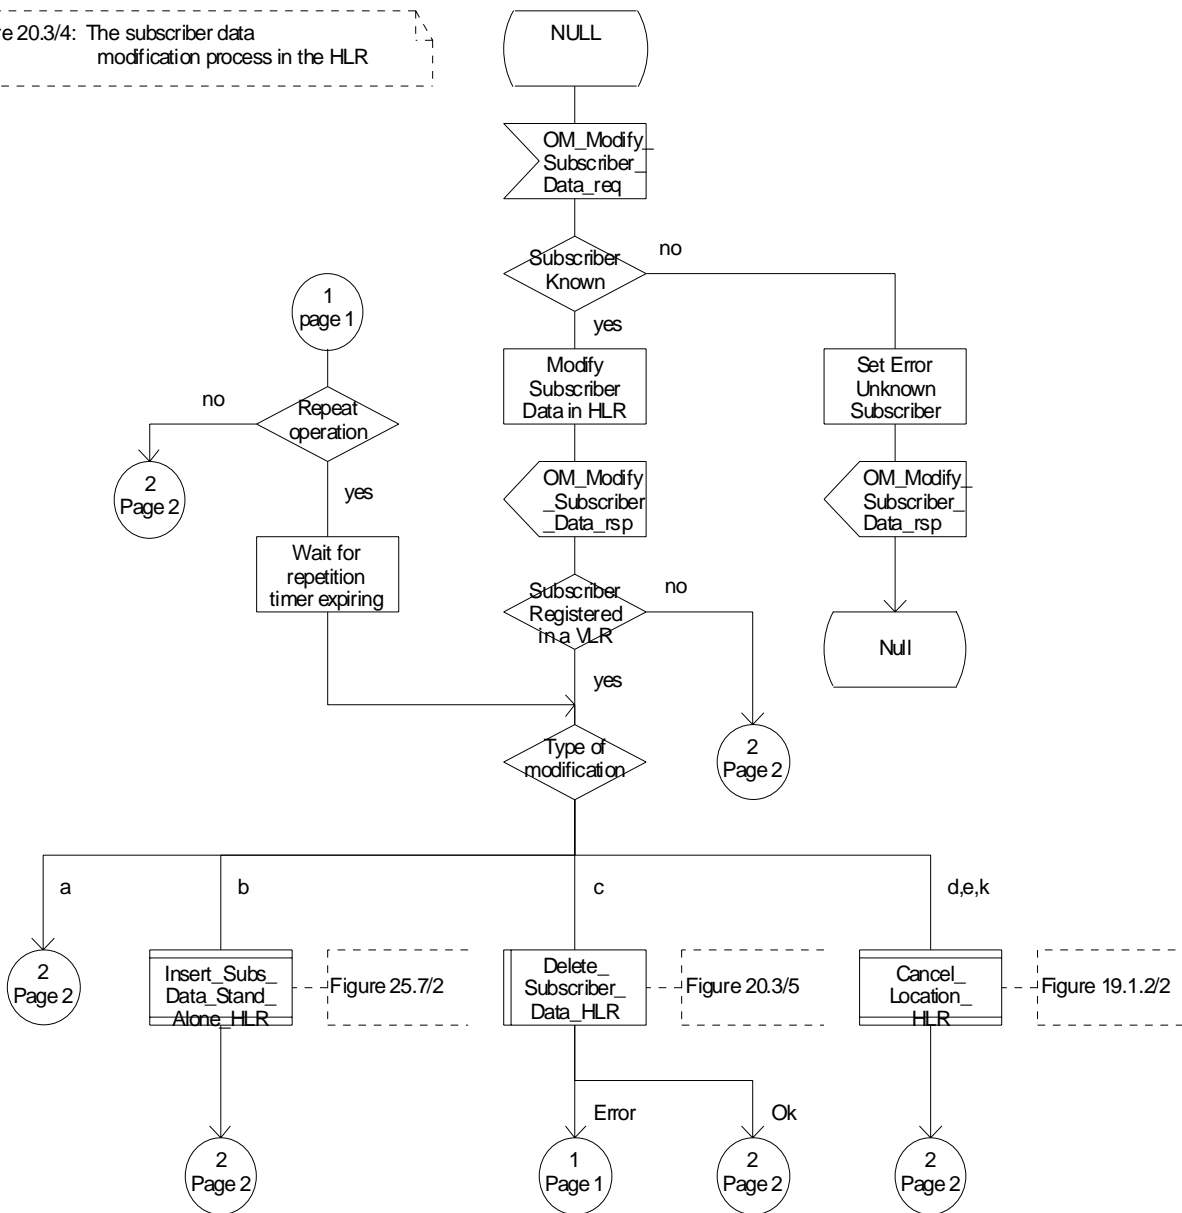 e 20.3/4: The subscriber data
modification process in the HLR
NULL
OM_Modify_
Subscriber_
Data_req
Subscriber
Known
no
yes
1
page 1
Modify
Subscriber
Data in HLR
Set Error
Unknown
Subscriber
no
Repeat
operation
2
Page 2
yes
OM_Modify
_Subscriber
_Data_rsp
OM_Modify_
Subscriber_
Data_rsp
Wait for
repetition
timer expiring
Subscriber
Registered
in a VLR
no
Null
yes
Type of
modification
2
Page 2
a
b
c
d,e,k
2
Page 2
Insert_Subs_
Data_Stand_
Alone_HLR
Figure 25.7/2
Delete_
Subscriber_
Data_HLR
Figure 20.3/5
Cancel_
Location_
HLR
Figure 19.1.2/2
Error
Ok
2
Page 2
1
Page 1
2
Page 2
2
Page 2